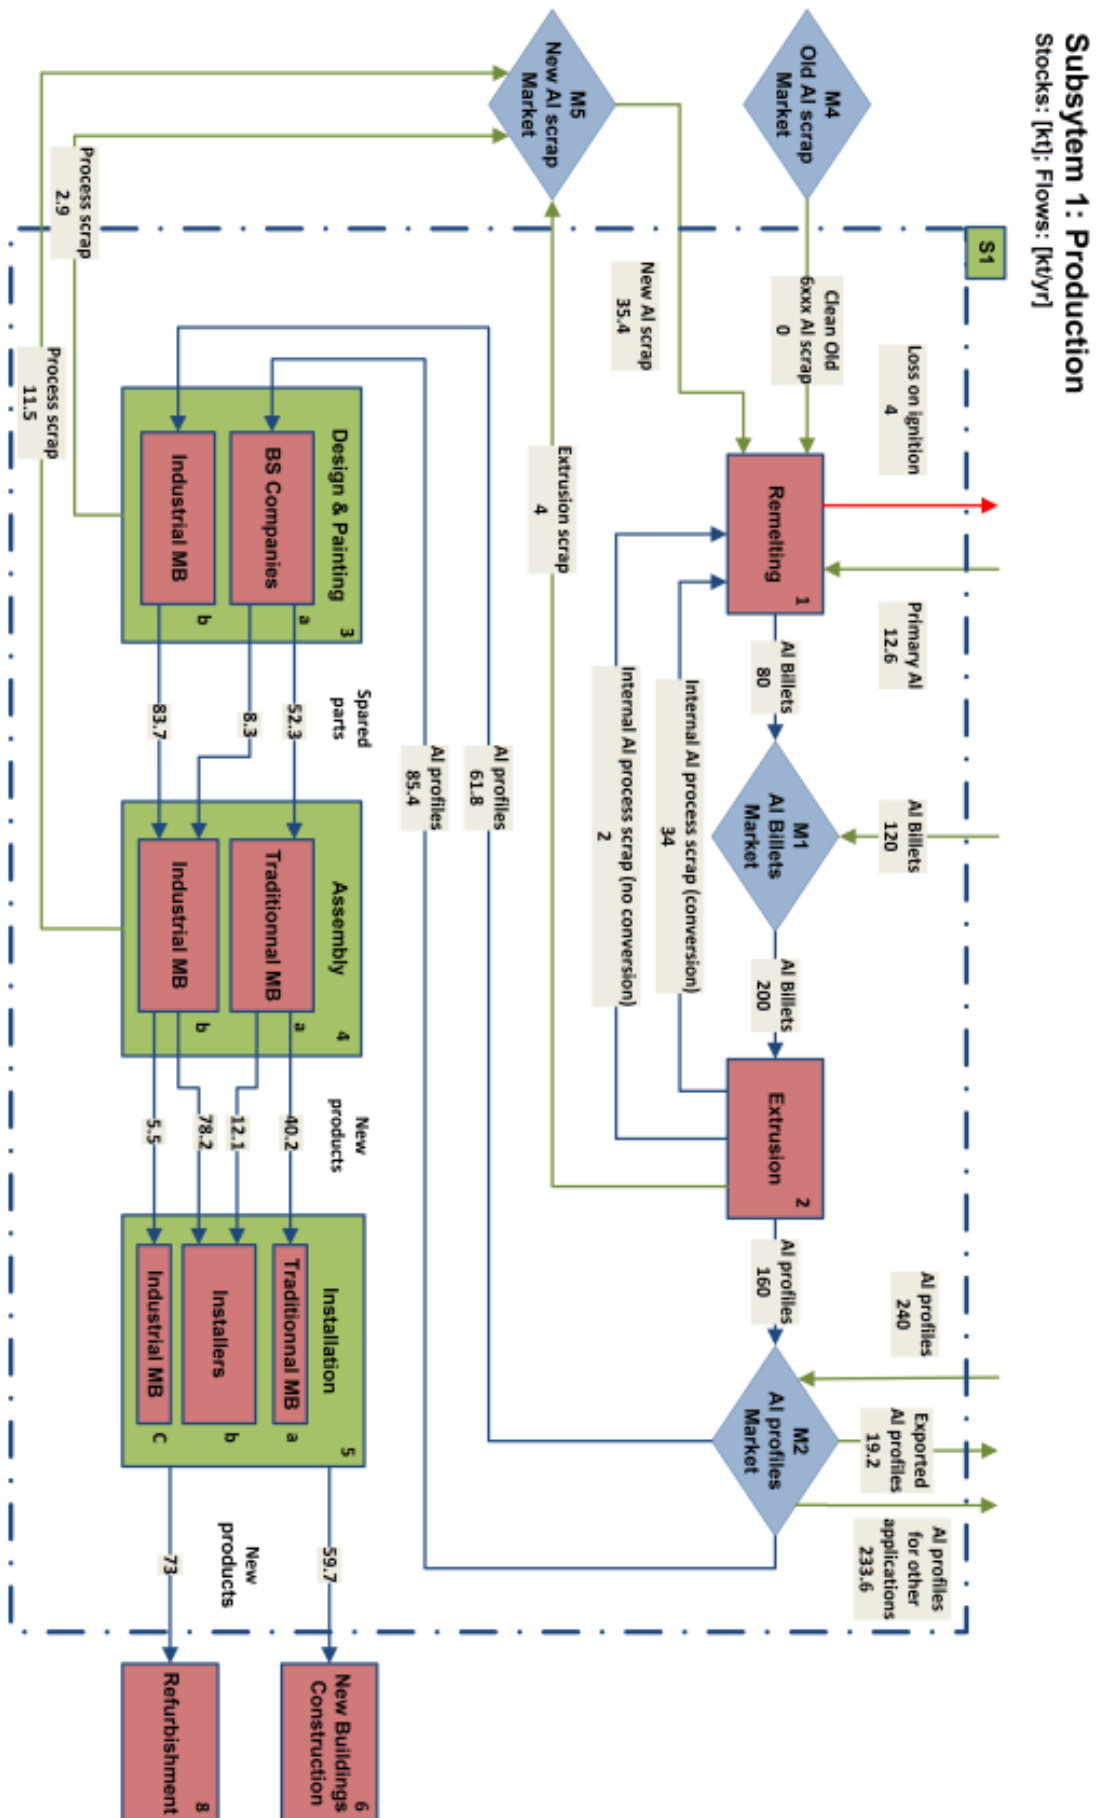 Subsytem 1: Production
Stocks: [kt]; Flows: [kt/yr]
S1
M4
Old Al scrap
Market
Clean Old
6xxx Al scrap
0
Loss on ignition
4
Primary Al
12.6
Remelting
1
Al Billets
80
Al Billets
120
M1
Al Billets
Market
Al Billets
200
Extrusion
2
Al profiles
160
Al profiles
240
M2
Al profiles
Market
Exported
Al profiles
19.2
Al profiles
for other
applications
233.6
M5
New Al scrap
Market
New Al scrap
35.4
Internal Al process scrap (conversion)
34
Internal Al process scrap (no conversion)
2
Extrusion scrap
4
Al profiles
61.8
Al profiles
85.4
Design & Painting
3
BS Companies
a
Industrial MB
b
Spared
parts
52.3
8.3
83.7
Assembly
4
Traditionnal MB
a
Industrial MB
b
New
products
40.2
12.1
78.2
5.5
Installation
5
Traditionnal MB
a
Installers
b
Industrial MB
C
59.7
New
products
73
New Buildings
Construction
6
Refurbishment
8
Process scrap
2.9
Process scrap
11.5